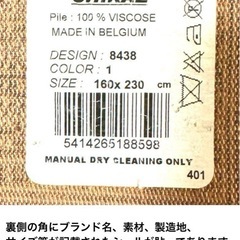 Pile : 100 % VISCOSE
MADE IN BELGIUM
DESIGN : 8438
COLOR : 1
SIZE : 160x 230 cm
5414265188598
MANUAL DRY CLEANING ONLY
401
裏側の角にブランド名、素材、製造地、